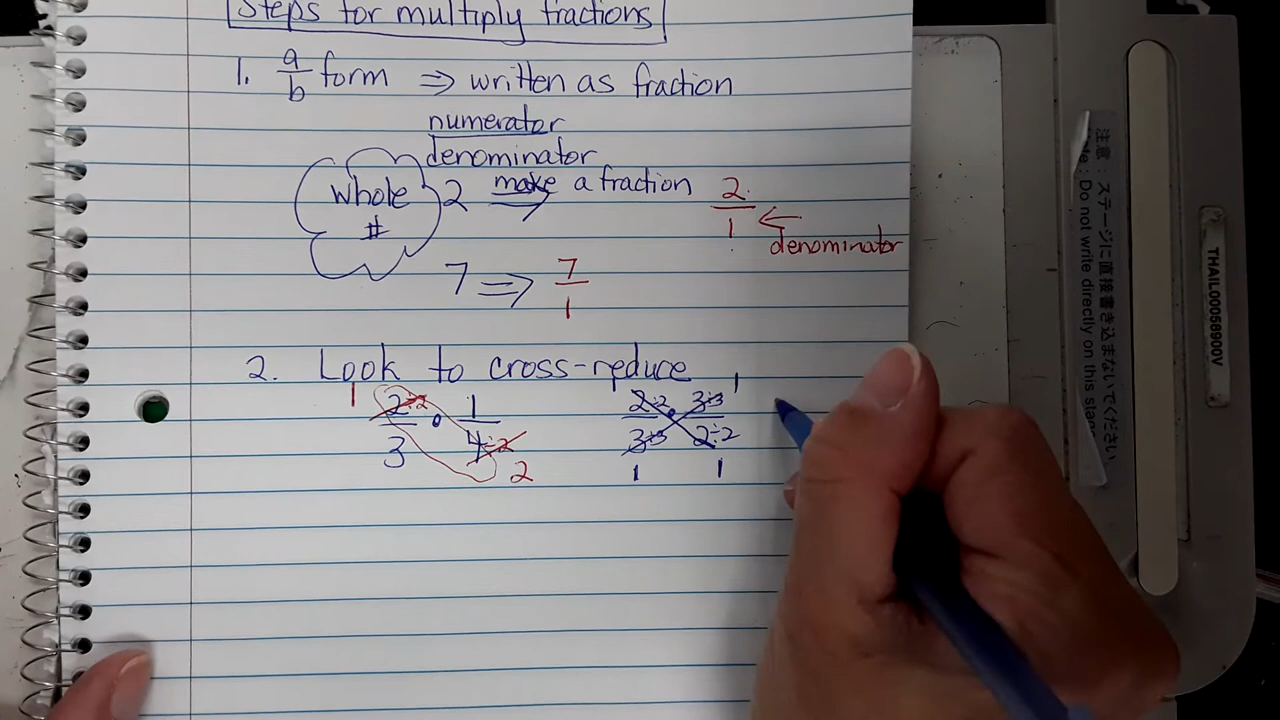 Steps for multiply fractions
1. a/b form ⇒ written as fraction
numerator
denominator
whole # 2 make ⇒ a fraction 2/1 ← denominator
7 ⇒ 7/1
2. Look to cross-reduce
1 1 1
2÷2 · 1 2÷2 · 3÷3
3 4÷2 3÷3 2÷2
2 1 1
注意：ステージに直接書き込まないでください。
Do not write directly on this stage.
THAIL00058900V